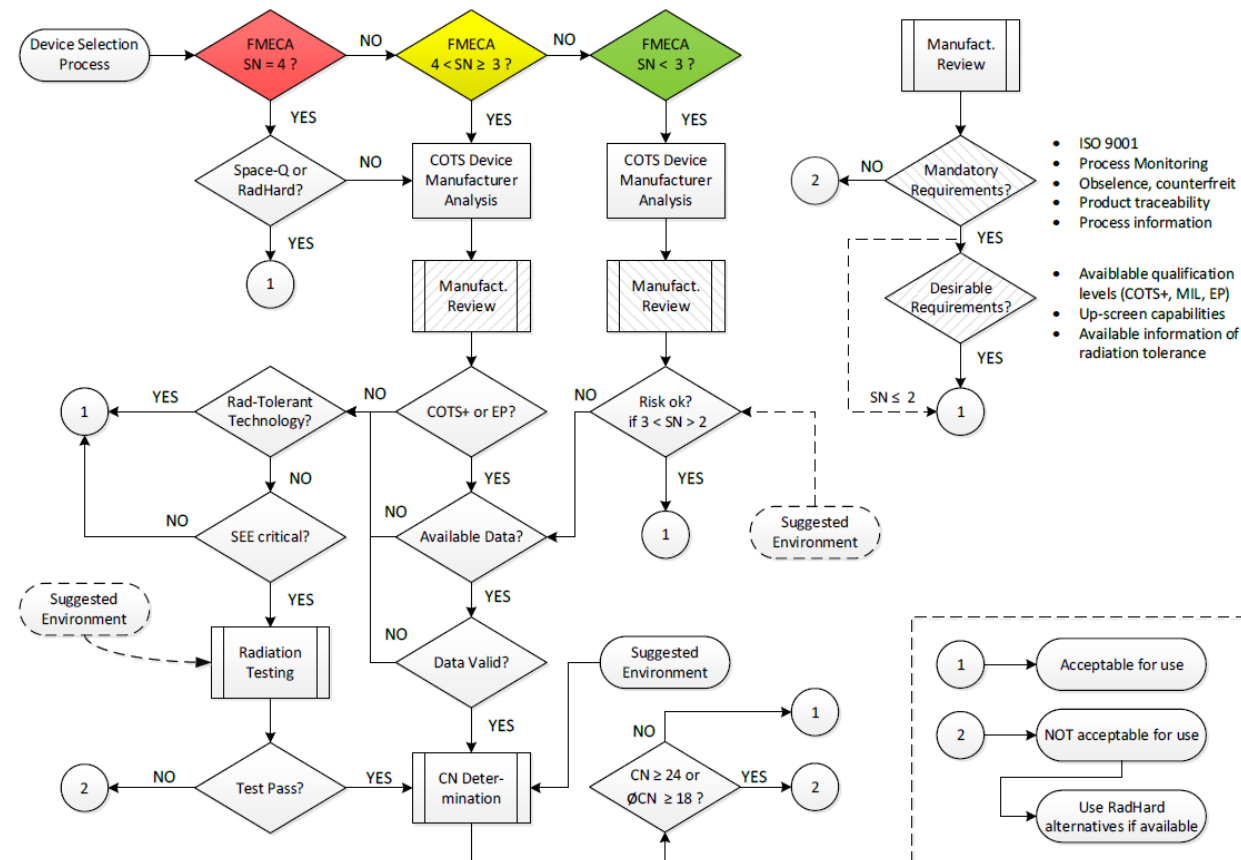 Device Selection
Process
FMECA
SN = 4 ?
NO
FMECA
4 < SN ≥ 3 ?
NO
FMECA
SN < 3 ?
Manufact.
Review
YES
YES
YES
Space-Q or
RadHard?
NO
COTS Device
Manufacturer
Analysis
COTS Device
Manufacturer
Analysis
2
NO
Mandatory
Requirements?
• ISO 9001
• Process Monitoring
• Obselence, counterfreit
• Product traceability
• Process information
YES
1
YES
Manufact.
Review
Manufact.
Review
Desirable
Requirements?
• Avaiblable qualification
levels (COTS+, MIL, EP)
• Up-screen capabilities
• Available information of
radiation tolerance
YES
SN ≤ 2
1
1
YES
Rad-Tolerant
Technology?
NO
COTS+ or EP?
NO
Risk ok?
if 3 < SN > 2
NO
YES
YES
NO
SEE critical?
NO
Available Data?
1
Suggested
Environment
YES
YES
Suggested
Environment
Radiation
Testing
NO
Data Valid?
Suggested
Environment
YES
NO
1
2
NO
Test Pass?
YES
CN Deter-
mination
CN ≥ 24 or
ØCN ≥ 18 ?
YES
2
1
Acceptable for use
2
NOT acceptable for use
Use RadHard
alternatives if available